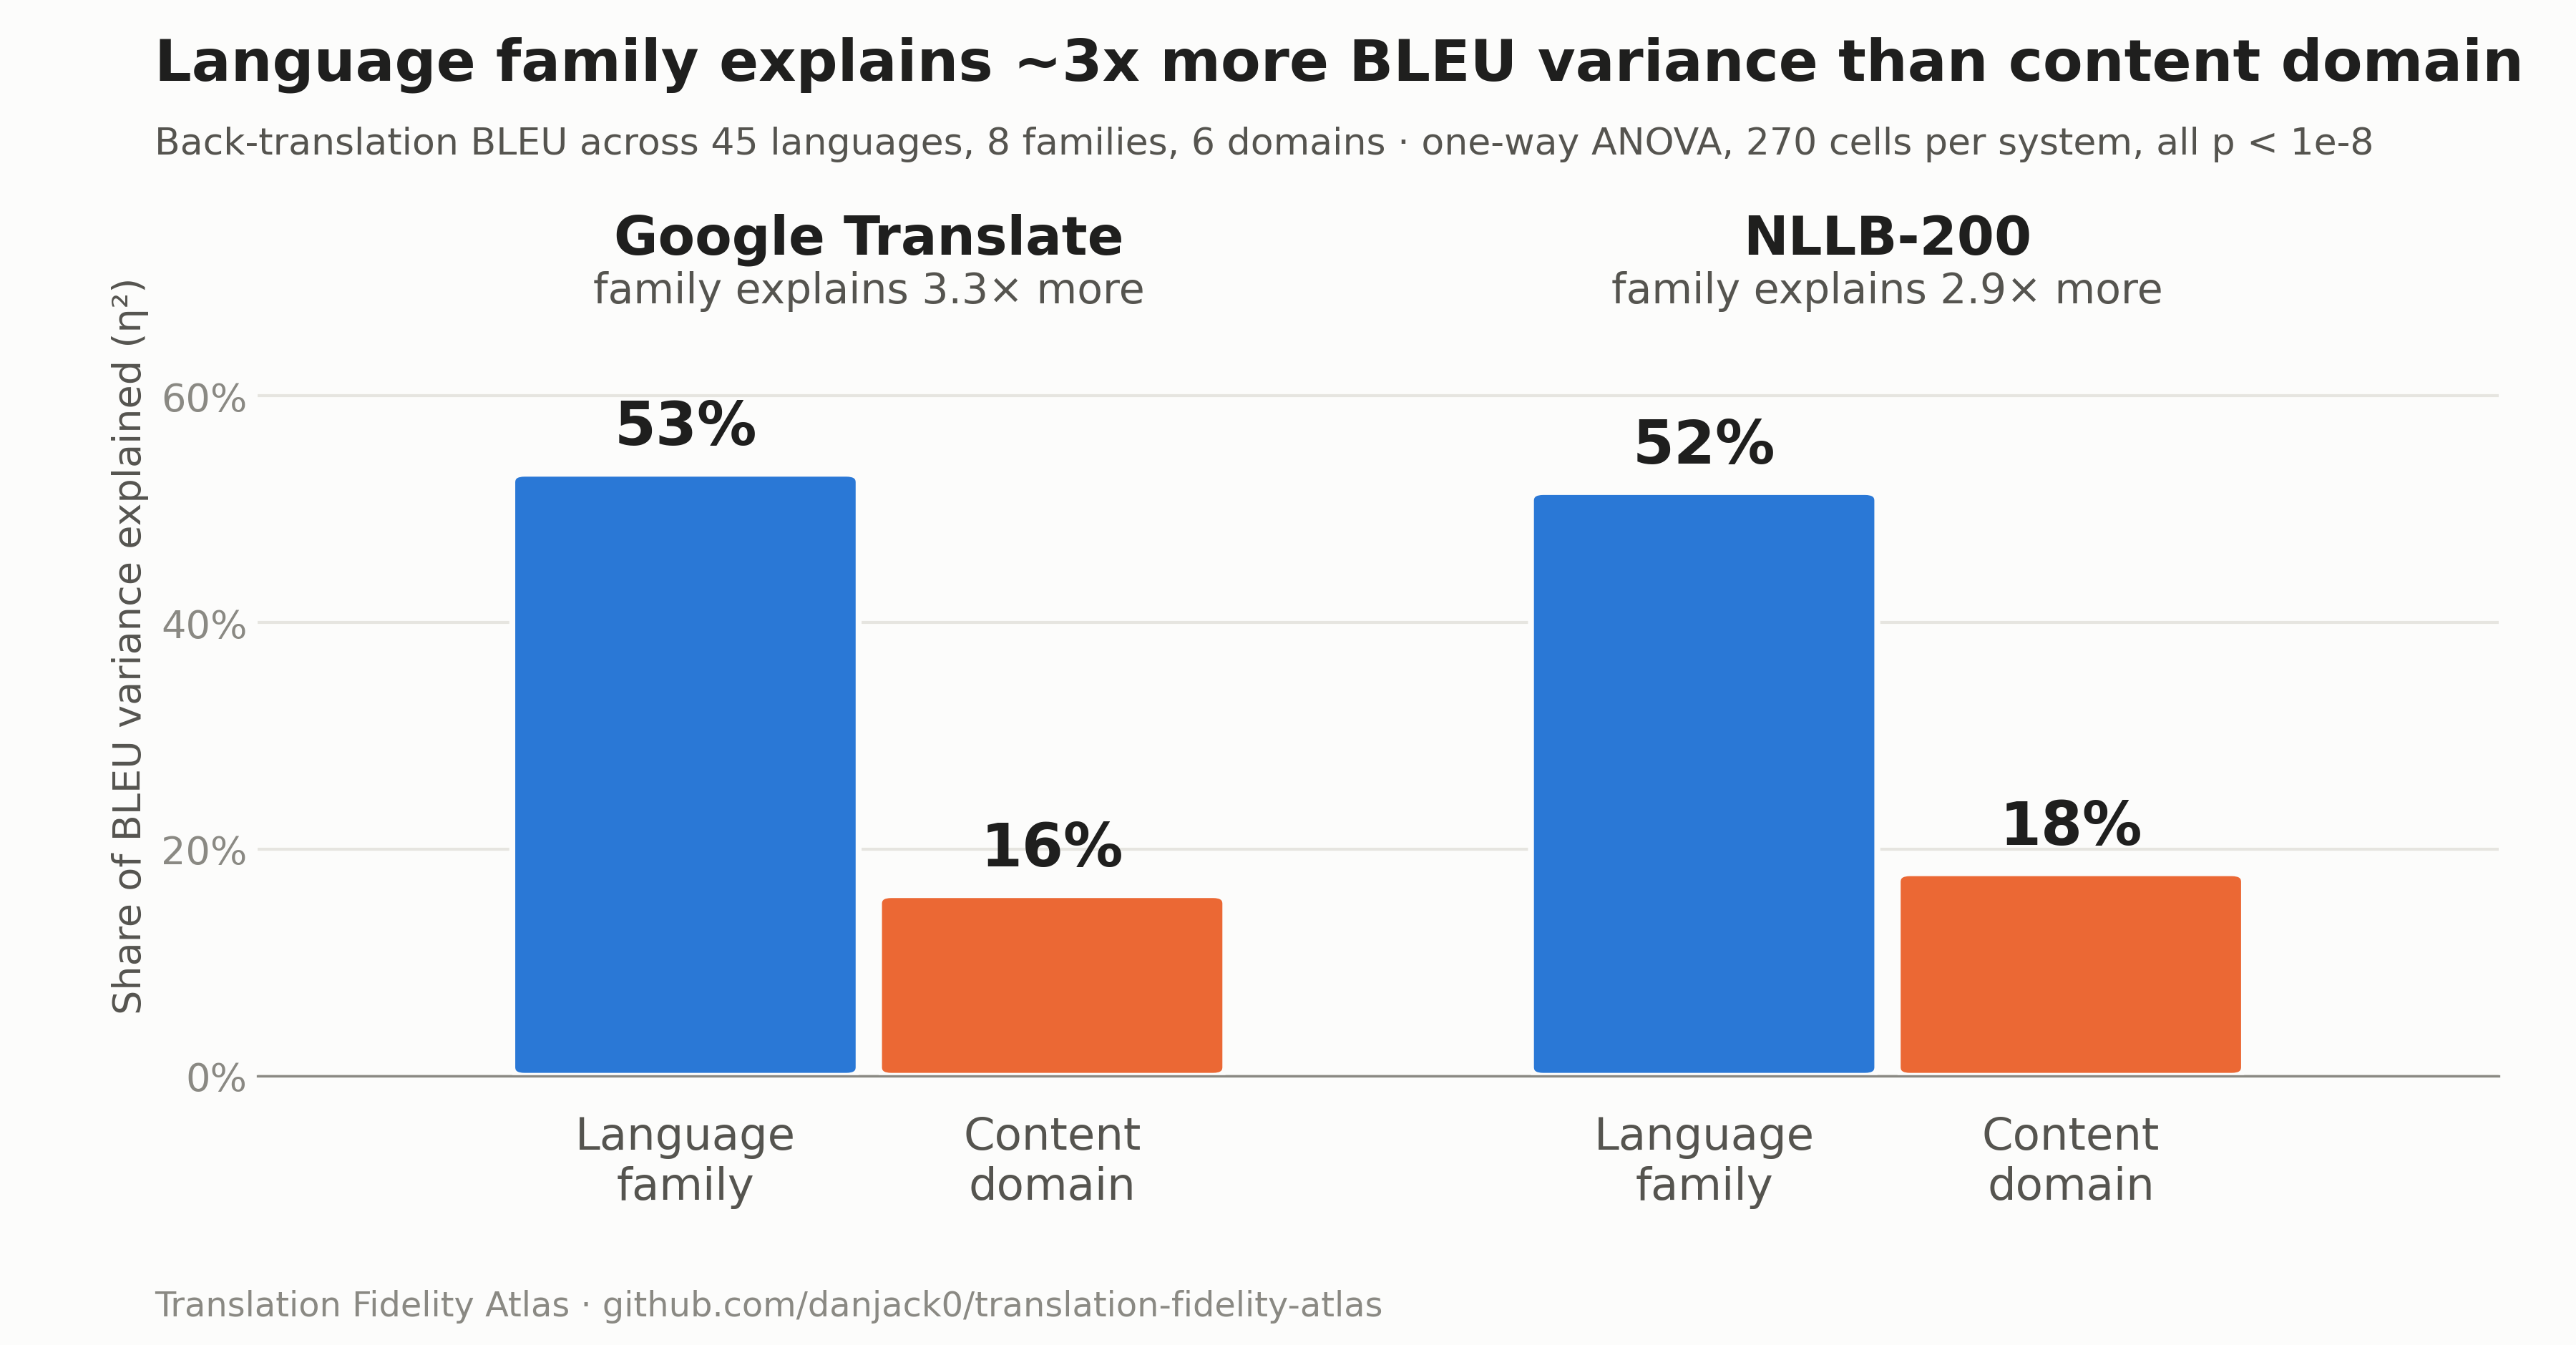 Language family explains ~3x more BLEU variance than content domain
Back-translation BLEU across 45 languages, 8 families, 6 domains · one-way ANOVA, 270 cells per system, all p < 1e-8
Google Translate
family explains 3.3× more
NLLB-200
family explains 2.9× more
Share of BLEU variance explained (η²)
60%
40%
20%
0%
53%
16%
52%
18%
Language
family
Content
domain
Language
family
Content
domain
Translation Fidelity Atlas · github.com/danjack0/translation-fidelity-atlas